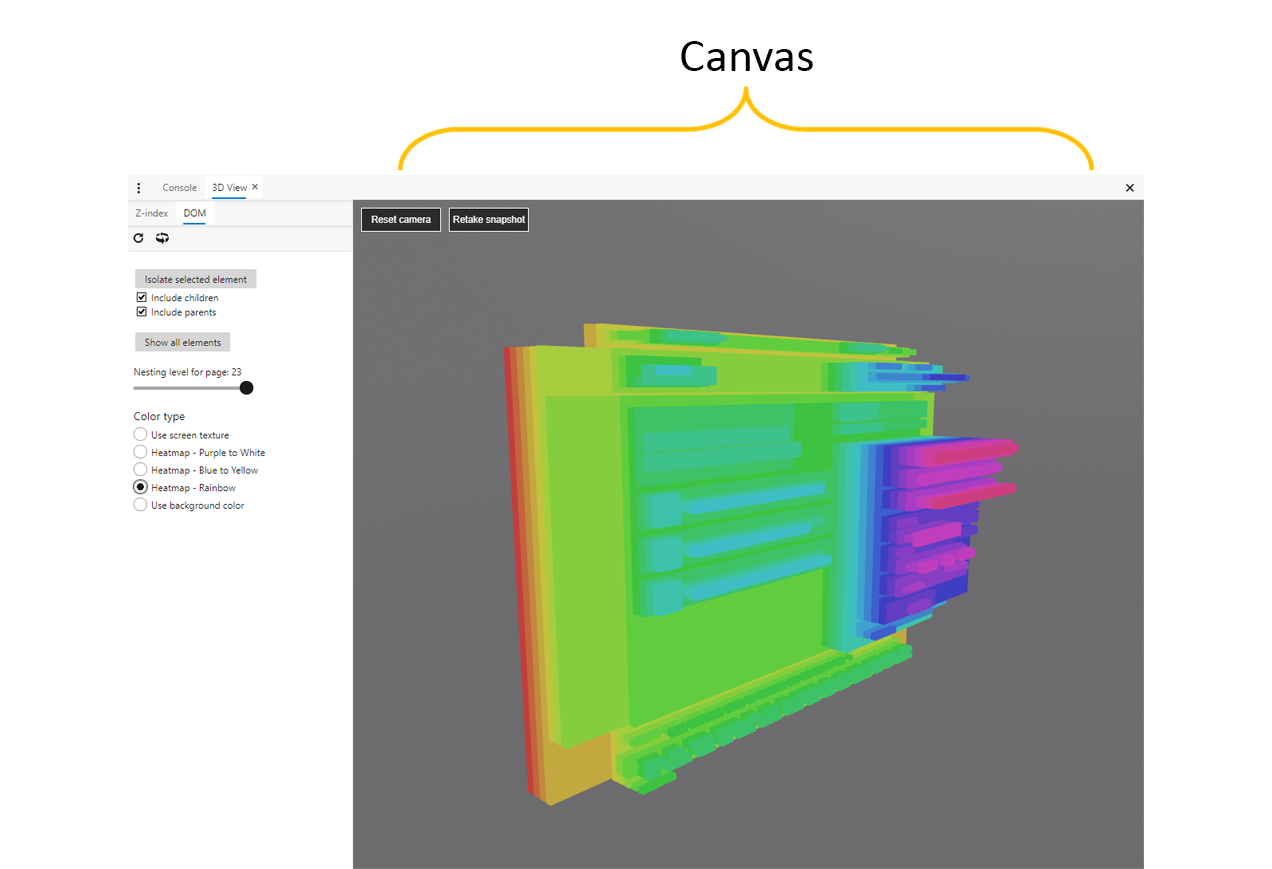 Canvas
Console 3D View ×
Z-index DOM
Reset camera Retake snapshot
Isolate selected element
Include children
Include parents
Show all elements
Nesting level for page: 23
Color type
Use screen texture
Heatmap - Purple to White
Heatmap - Blue to Yellow
Heatmap - Rainbow
Use background color